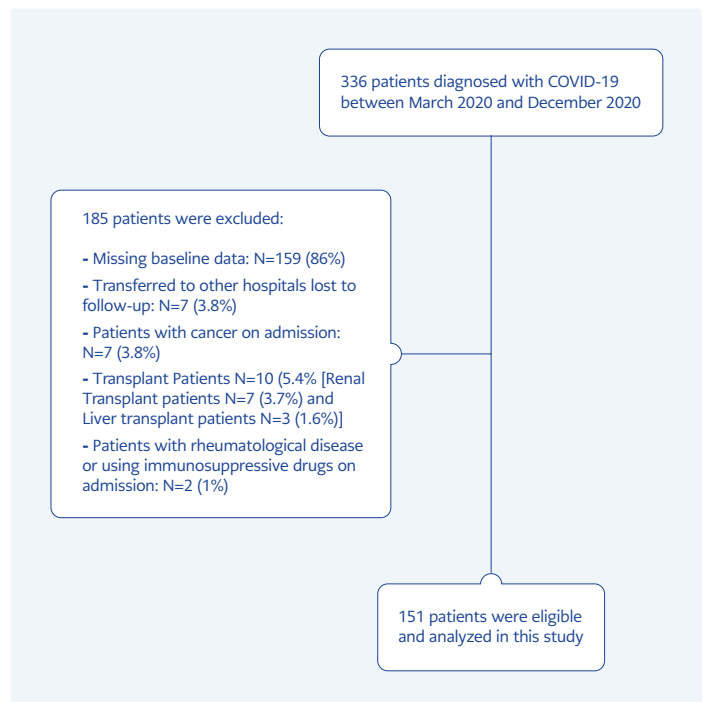 336 patients diagnosed with COVID-19
between March 2020 and December 2020
185 patients were excluded:
- Missing baseline data: N=159 (86%)
- Transferred to other hospitals lost to
follow-up: N=7 (3.8%)
- Patients with cancer on admission:
N=7 (3.8%)
- Transplant Patients N=10 (5.4% [Renal
Transplant patients N=7 (3.7%) and
Liver transplant patients N=3 (1.6%)]
- Patients with rheumatological disease
or using immunosuppressive drugs on
admission: N=2 (1%)
151 patients were eligible
and analyzed in this study